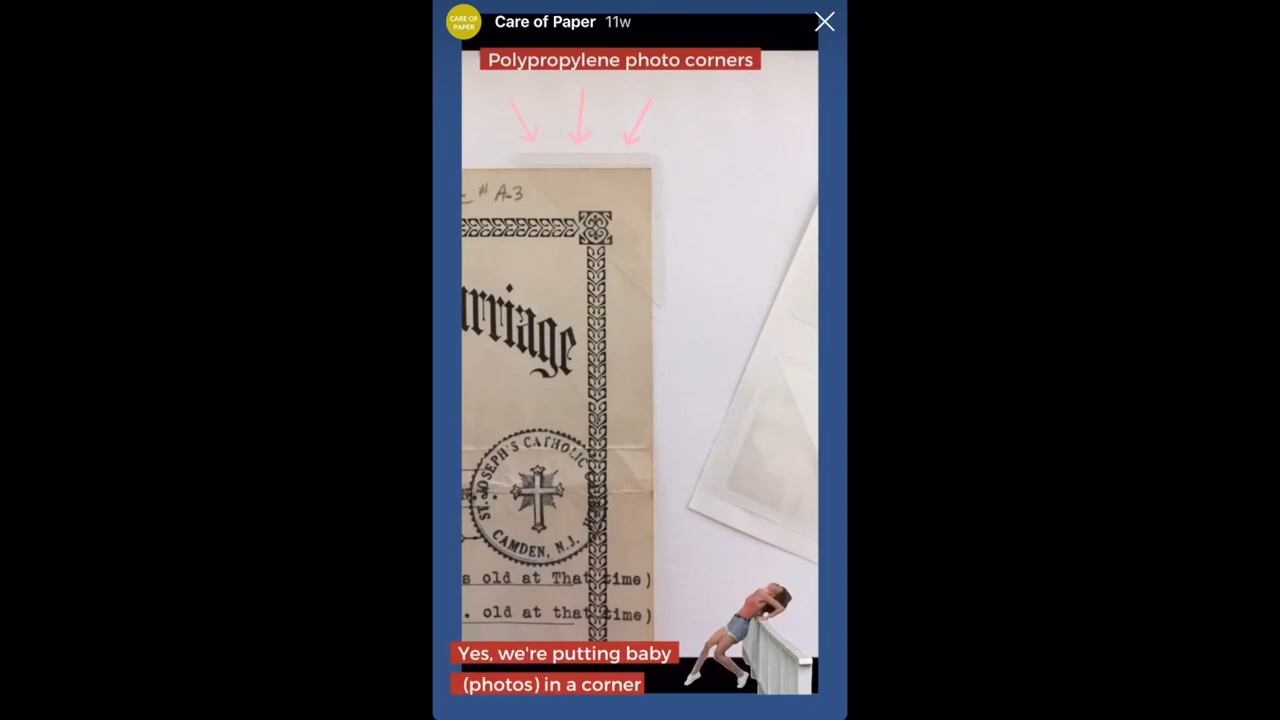 CARE OF
PAPER
Care of Paper 11w
Polypropylene photo corners
# A-3
arriage
ST. JOSEPH'S CATHOLIC
CAMDEN, N.J.
s old at That time)
. old at that time)
Yes, we're putting baby
(photos) in a corner